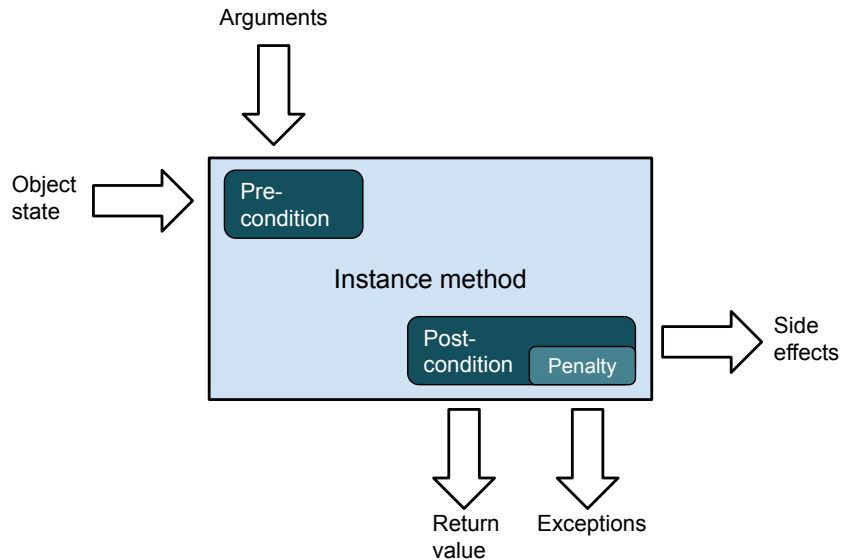 Arguments
Object
state
Pre-
condition
Instance method
Post-
condition
Penalty
Side
effects
Return
value
Exceptions